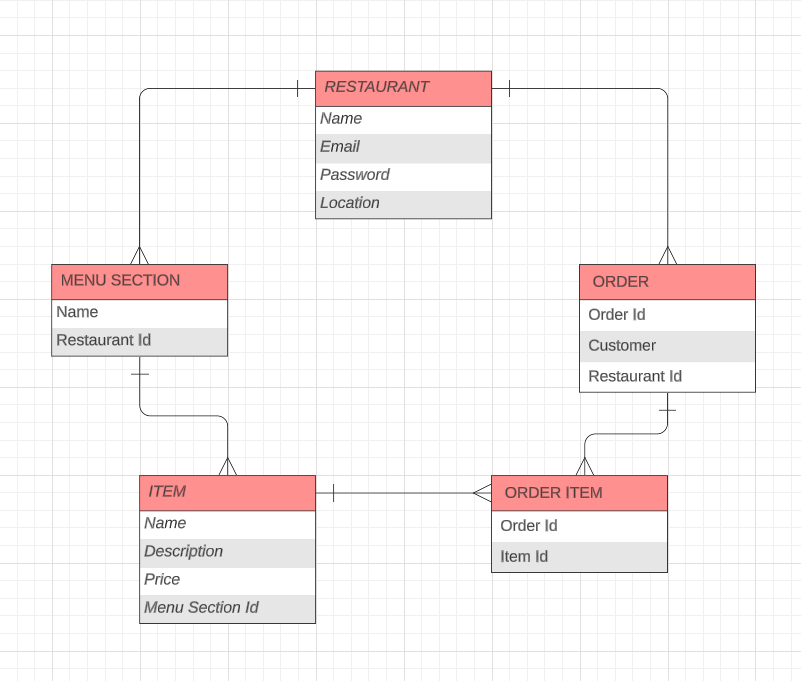 RESTAURANT
Name
Email
Password
Location
MENU SECTION
Name
Restaurant Id
ORDER
Order Id
Customer
Restaurant Id
ITEM
Name
Description
Price
Menu Section Id
ORDER ITEM
Order Id
Item Id